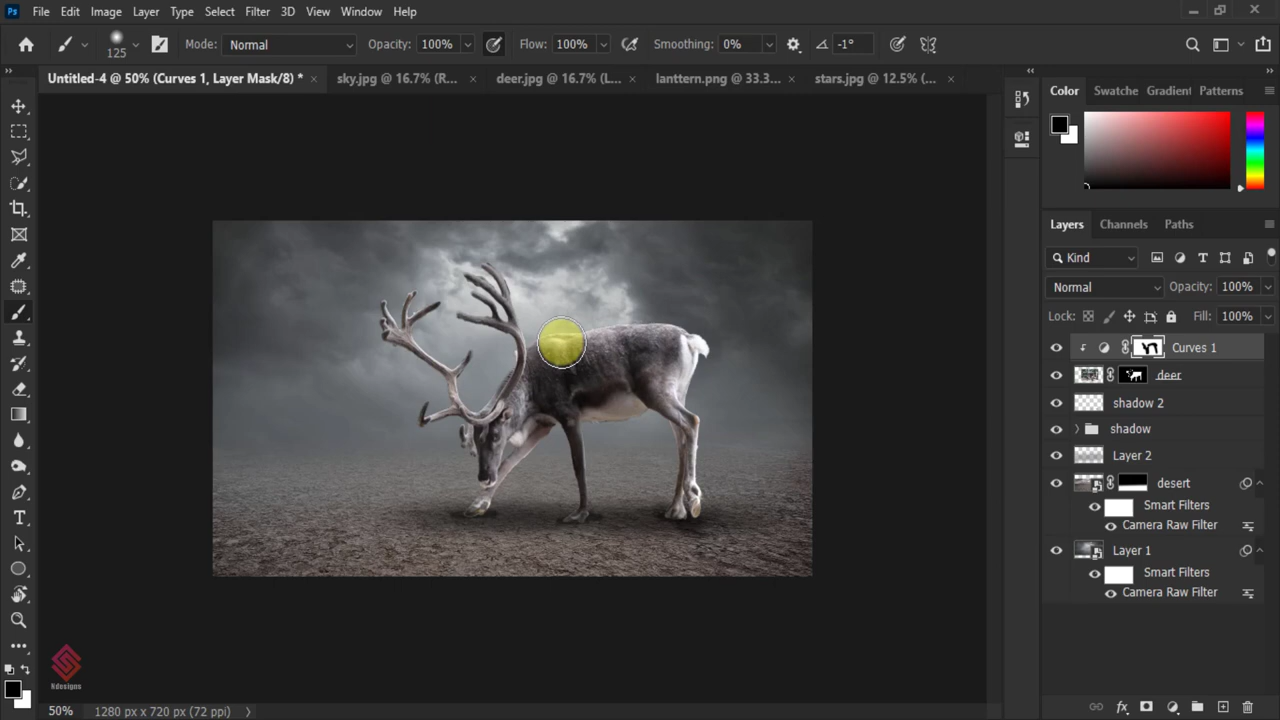 Ps File Edit Image Layer Type Select Filter 3D View Window Help
125 Mode: Normal Opacity: 100% Flow: 100% Smoothing: 0% -1°
Untitled-4 @ 50% (Curves 1, Layer Mask/8) * × sky.jpg @ 16.7% (R... × deer.jpg @ 16.7% (L... × lanttern.png @ 33.3... × stars.jpg @ 12.5% (... ×
Color Swatche Gradient Patterns
Layers Channels Paths
Kind
Normal Opacity: 100%
Lock: Fill: 100%
Curves 1
deer
shadow 2
shadow
Layer 2
desert
Smart Filters
Camera Raw Filter
Layer 1
Smart Filters
Camera Raw Filter
Ndesigns
50% 1280 px x 720 px (72 ppi)